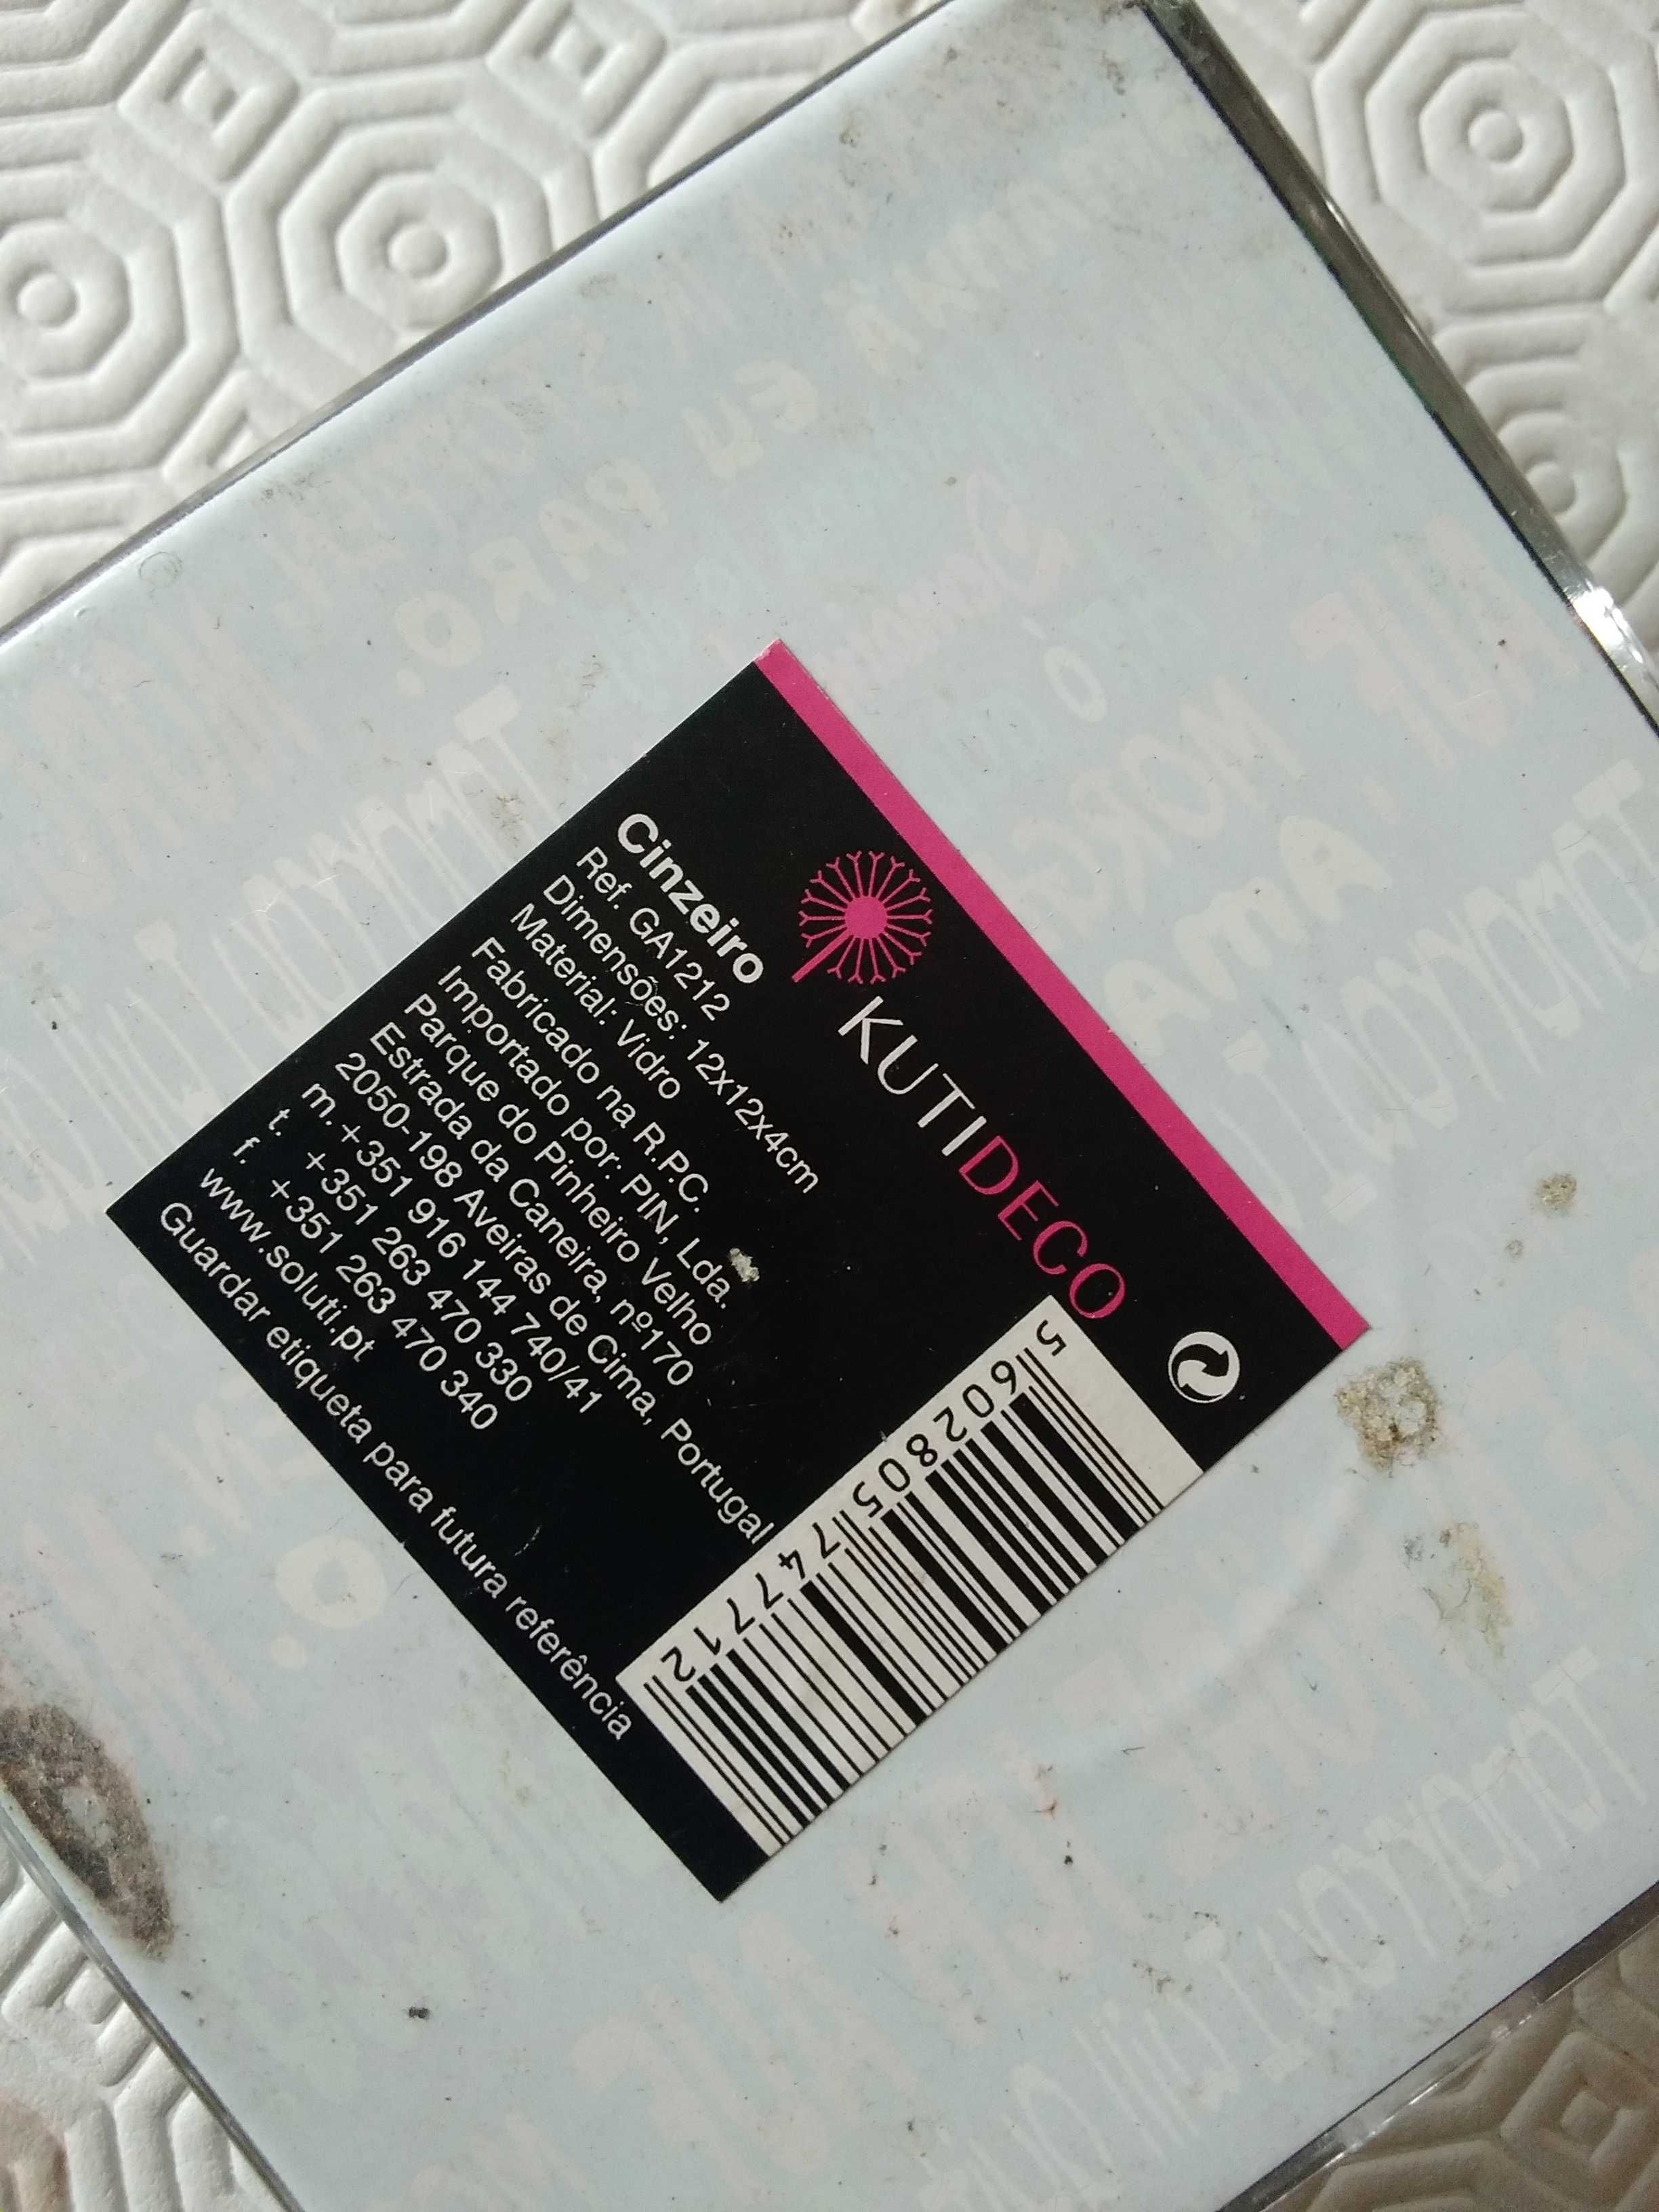 KUTIDECO
Cinzeiro
Ref. GA1212
Dimensões: 12x12x4cm
Material: Vidro
Fabricado na R.P.C.
Importado por: PIN, Lda.
Parque do Pinheiro Velho
Estrada da Caneira, nº170
2050-198 Aveiras de Cima, Portugal
m.+351 916 144 740/41
t. +351 263 470 330
f. +351 263 470 340
www.soluti.pt
Guardar etiqueta para futura referência
5 602805 747712